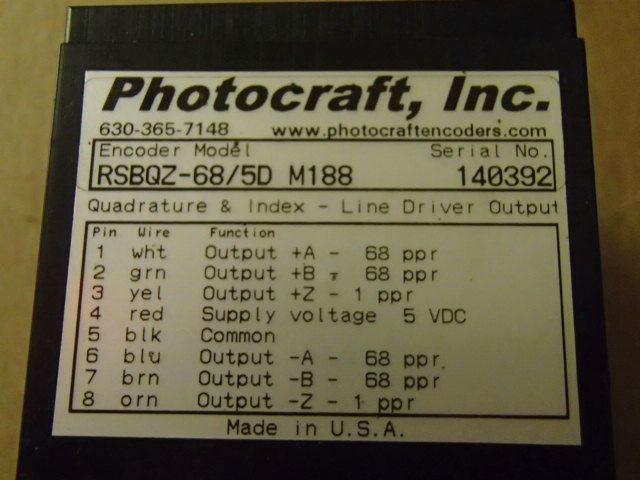 Photocraft, Inc.
630-365-7148 www.photocraftencoders.com
Encoder Model Serial No.
RSBQZ-68/5D M188 140392
Quadrature & Index - Line Driver Output
Pin Wire Function
1 wht Output +A - 68 ppr
2 grn Output +B - 68 ppr
3 yel Output +Z - 1 ppr
4 red Supply voltage 5 VDC
5 blk Common
6 blu Output -A - 68 ppr
7 brn Output -B - 68 ppr
8 orn Output -Z - 1 ppr
Made in U.S.A.